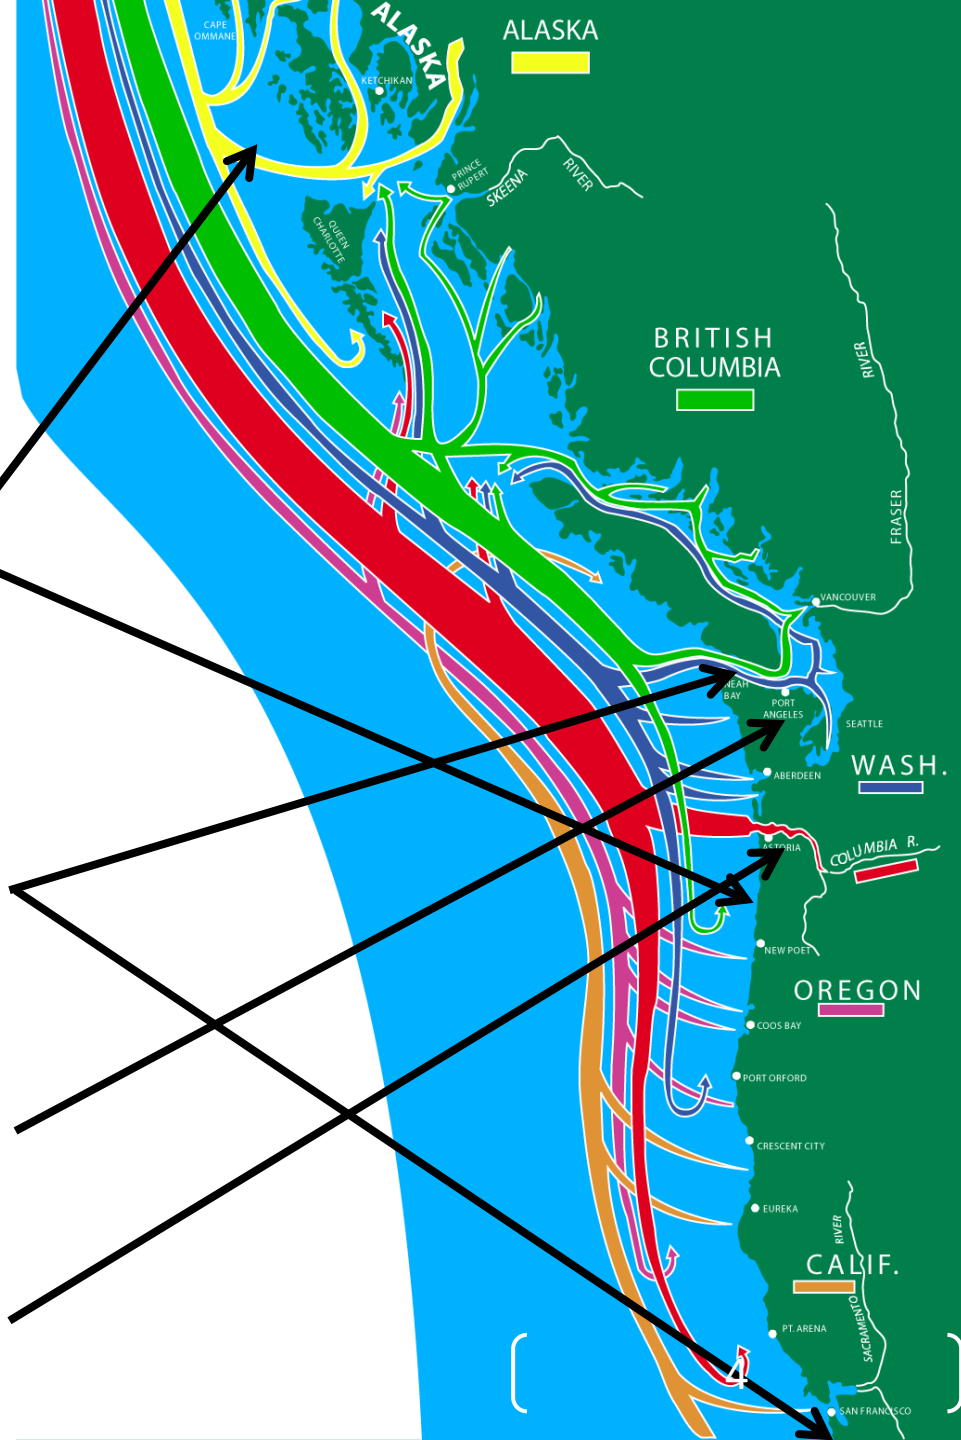 CAPE
OMMANE
ALASKA
ALASKA
KETCHIKAN
PRINCE
RUPERT
SKEENA
RIVER
QUEEN
CHARLOTTE
BRITISH
COLUMBIA
RIVER
FRASER
VANCOUVER
NEAH
BAY
PORT
ANGELES
SEATTLE
WASH.
ABERDEEN
ASTORIA
COLUMBIA R.
NEW POET
OREGON
COOS BAY
PORT ORFORD
CRESCENT CITY
EUREKA
RIVER
CALIF.
SACRAMENTO
PT. ARENA
4
SAN FRANCISCO